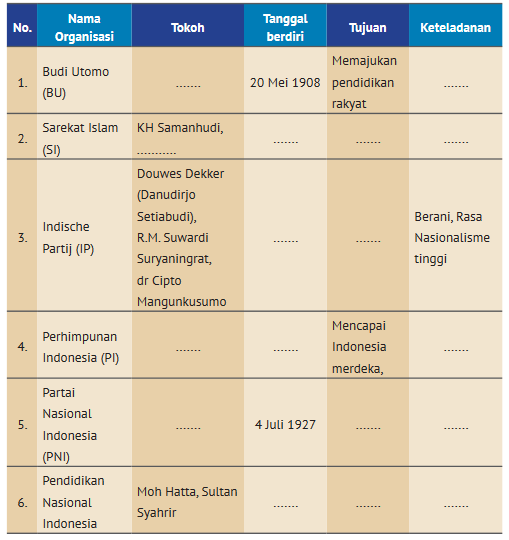 No.
Nama
Organisasi
Tokoh
Tanggal
berdiri
Tujuan
Keteladanan
1.
Budi Utomo
(BU)
.......
20 Mei 1908
Memajukan
pendidikan
rakyat
.......
2.
Sarekat Islam
(SI)
KH Samanhudi,
...........
.......
.......
.......
3.
Indische
Partij (IP)
Douwes Dekker
(Danudirjo
Setiabudi),
R.M. Suwardi
Suryaningrat,
dr Cipto
Mangunkusumo
.......
.......
Berani, Rasa
Nasionalisme
tinggi
4.
Perhimpunan
Indonesia (PI)
.......
.......
Mencapai
Indonesia
merdeka,
.......
5.
Partai
Nasional
Indonesia
(PNI)
.......
4 Juli 1927
.......
.......
6.
Pendidikan
Nasional
Indonesia
Moh Hatta, Sultan
Syahrir
.......
.......
.......